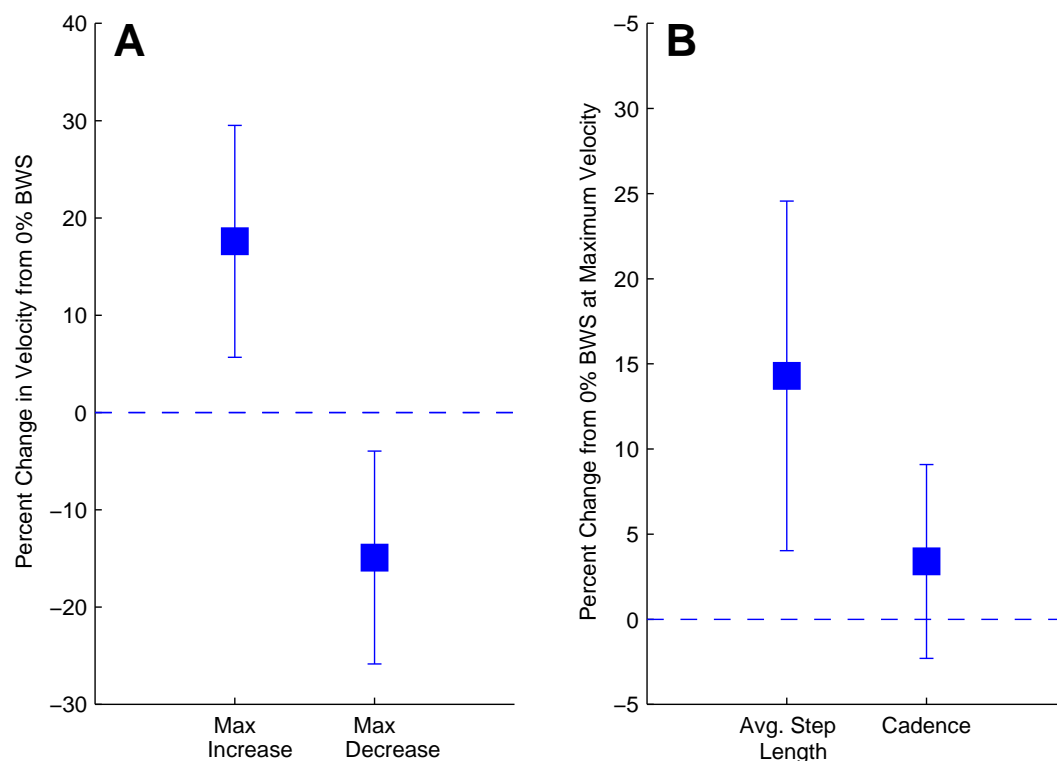 A
Percent Change in Velocity from 0% BWS
40
30
20
10
0
−10
−20
−30
Max
Increase
Max
Decrease
B
Percent Change from 0% BWS at Maximum Velocity
−5
30
25
20
15
10
5
0
−5
Avg. Step
Length
Cadence